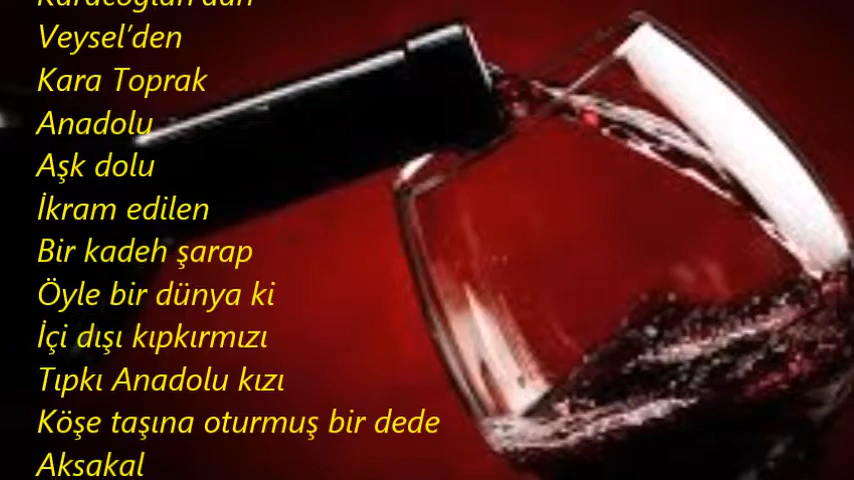 Veysel'den
Kara Toprak
Anadolu
Aşk dolu
İkram edilen
Bir kadeh şarap
Öyle bir dünya ki
İçi dışı kıpkırmızı
Tıpkı Anadolu kızı
Köşe taşına oturmuş bir dede
Aksakal